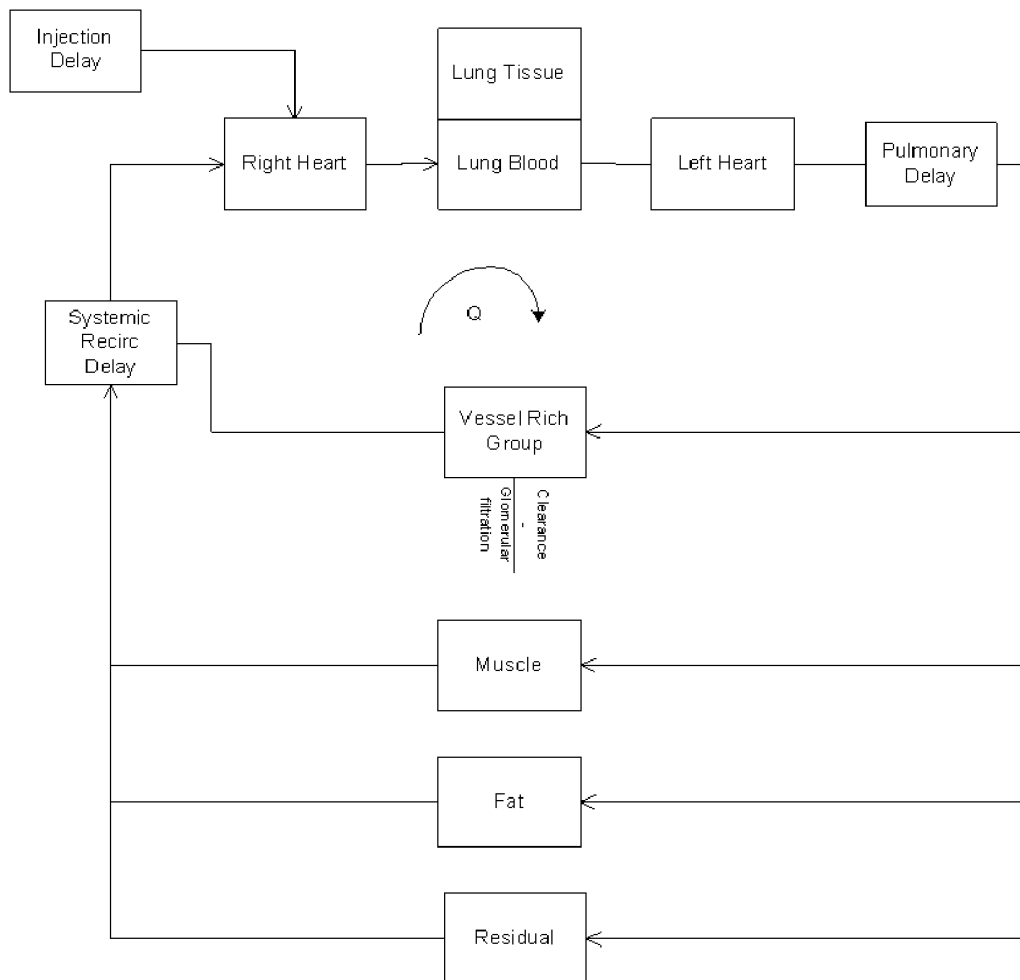 Injection
Delay
Lung Tissue
Right Heart
Lung Blood
Left Heart
Pulmonary
Delay
Systemic
Recirc
Delay
Q
Vessel Rich
Group
Clearance
-
Glomerular
filtration
Muscle
Fat
Residual